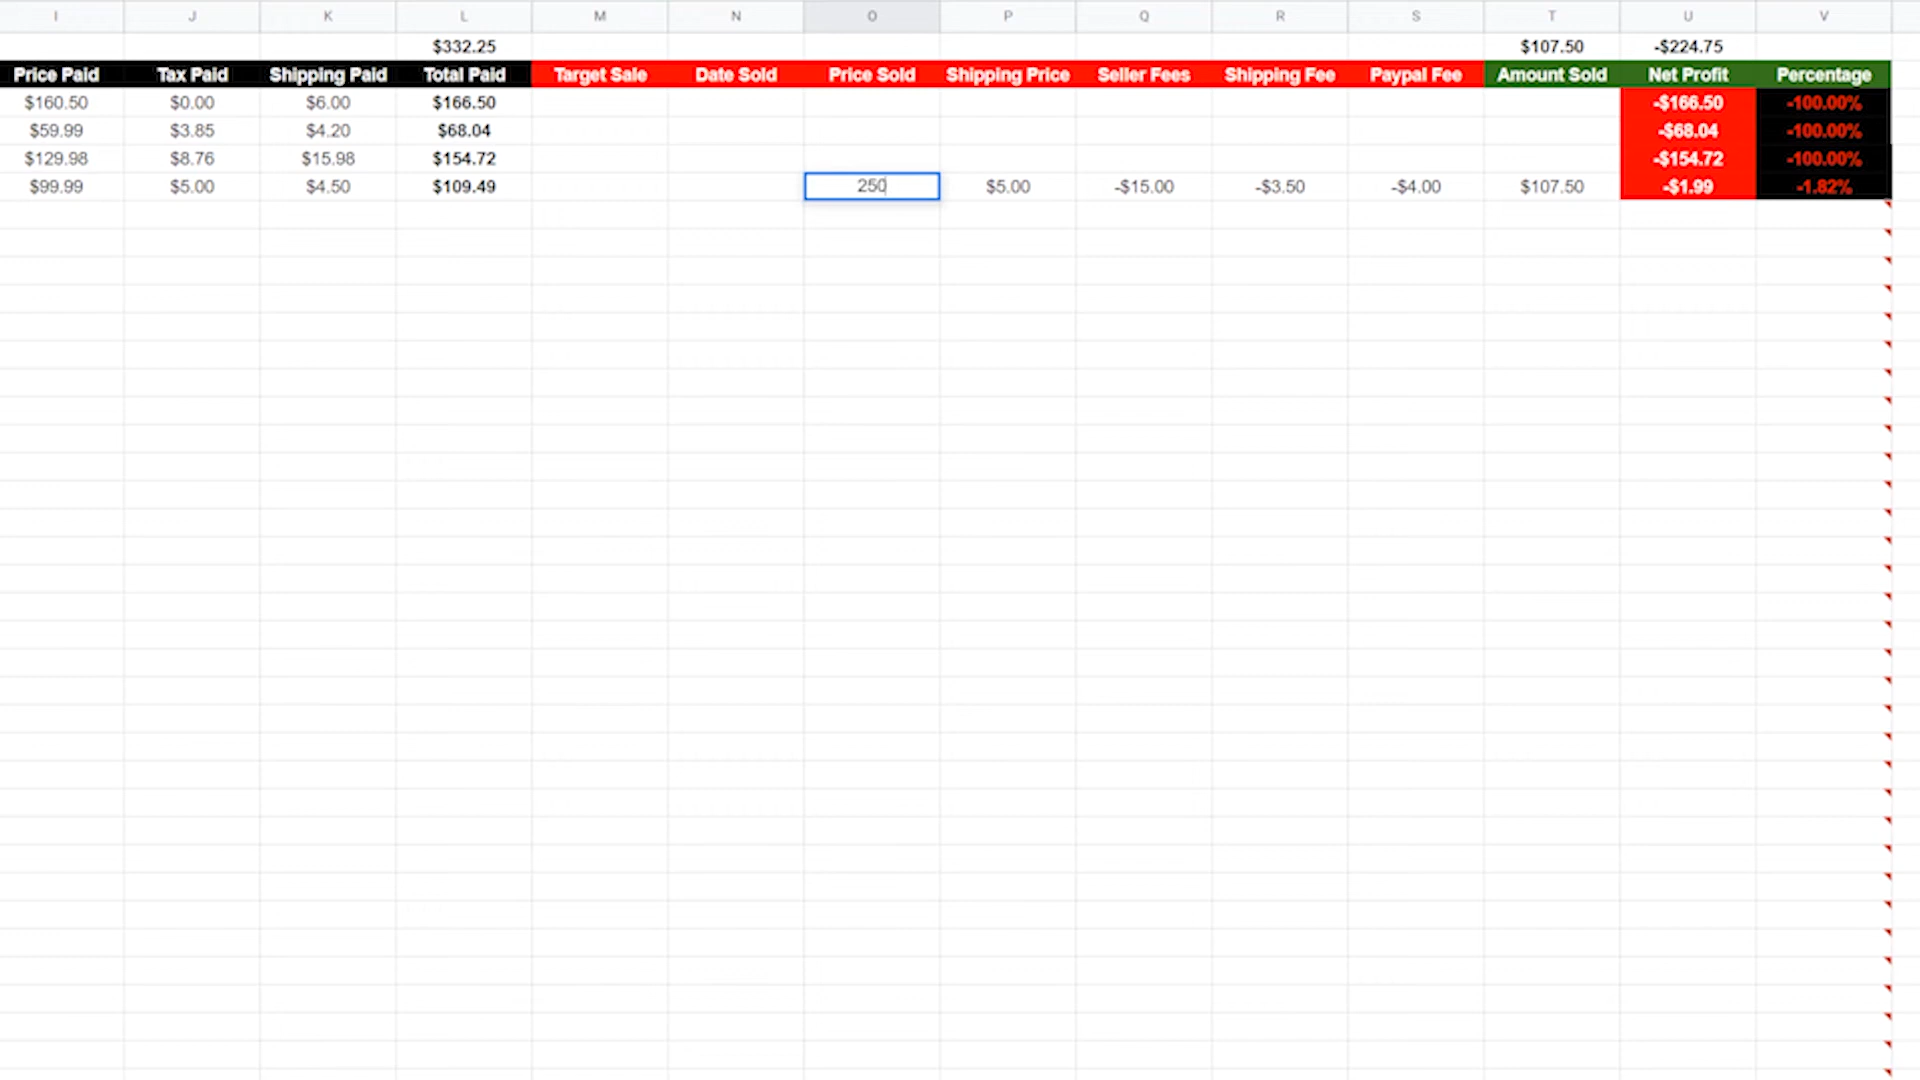 I J K L M N O P Q R S T U V
$332.25 $107.50 -$224.75
Price Paid Tax Paid Shipping Paid Total Paid Target Sale Date Sold Price Sold Shipping Price Seller Fees Shipping Fee Paypal Fee Amount Sold Net Profit Percentage
$160.50 $0.00 $6.00 $166.50 -$166.50 -100.00%
$59.99 $3.85 $4.20 $68.04 -$68.04 -100.00%
$129.98 $8.76 $15.98 $154.72 -$154.72 -100.00%
$99.99 $5.00 $4.50 $109.49 250 $5.00 -$15.00 -$3.50 -$4.00 $107.50 -$1.99 -1.82%